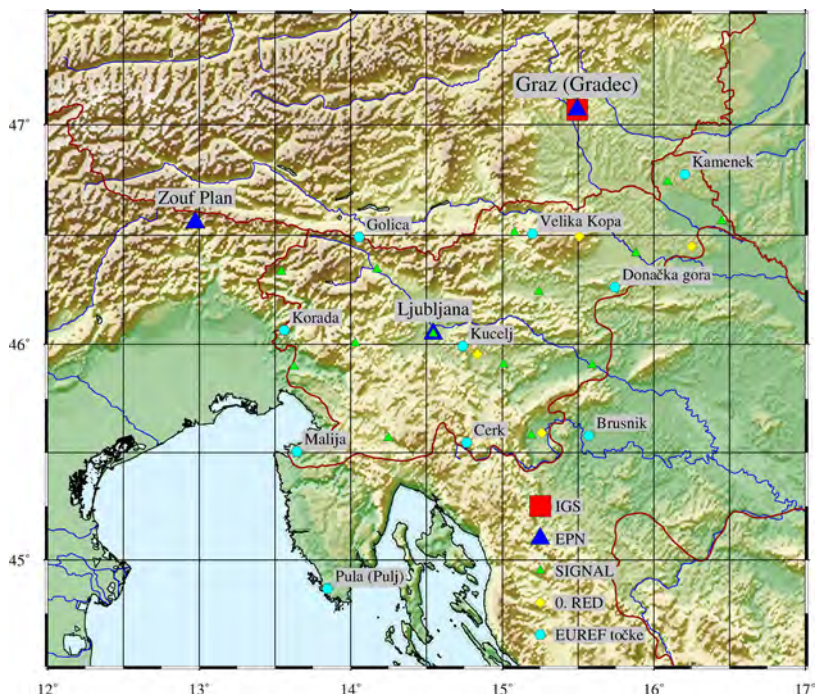 Graz (Gradec)
47°
Kamenek
Zouf Plan
Golica
Velika Kopa
Donačka gora
Ljubljana
Korada
Kucelj
46°
Malija
Cerk
Brusnik
IGS
EPN
45°
SIGNAL
Pula (Pulj)
0. RED
EUREF točke
12° 13° 14° 15° 16° 17°